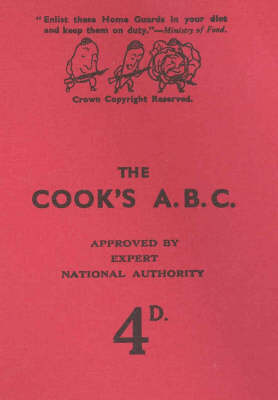 "Enlist these Home Guards in your diet
and keep them on duty."—Ministry of Food.
Crown Copyright Reserved.
THE
COOK'S A.B.C.
APPROVED BY
EXPERT
NATIONAL AUTHORITY
4D.